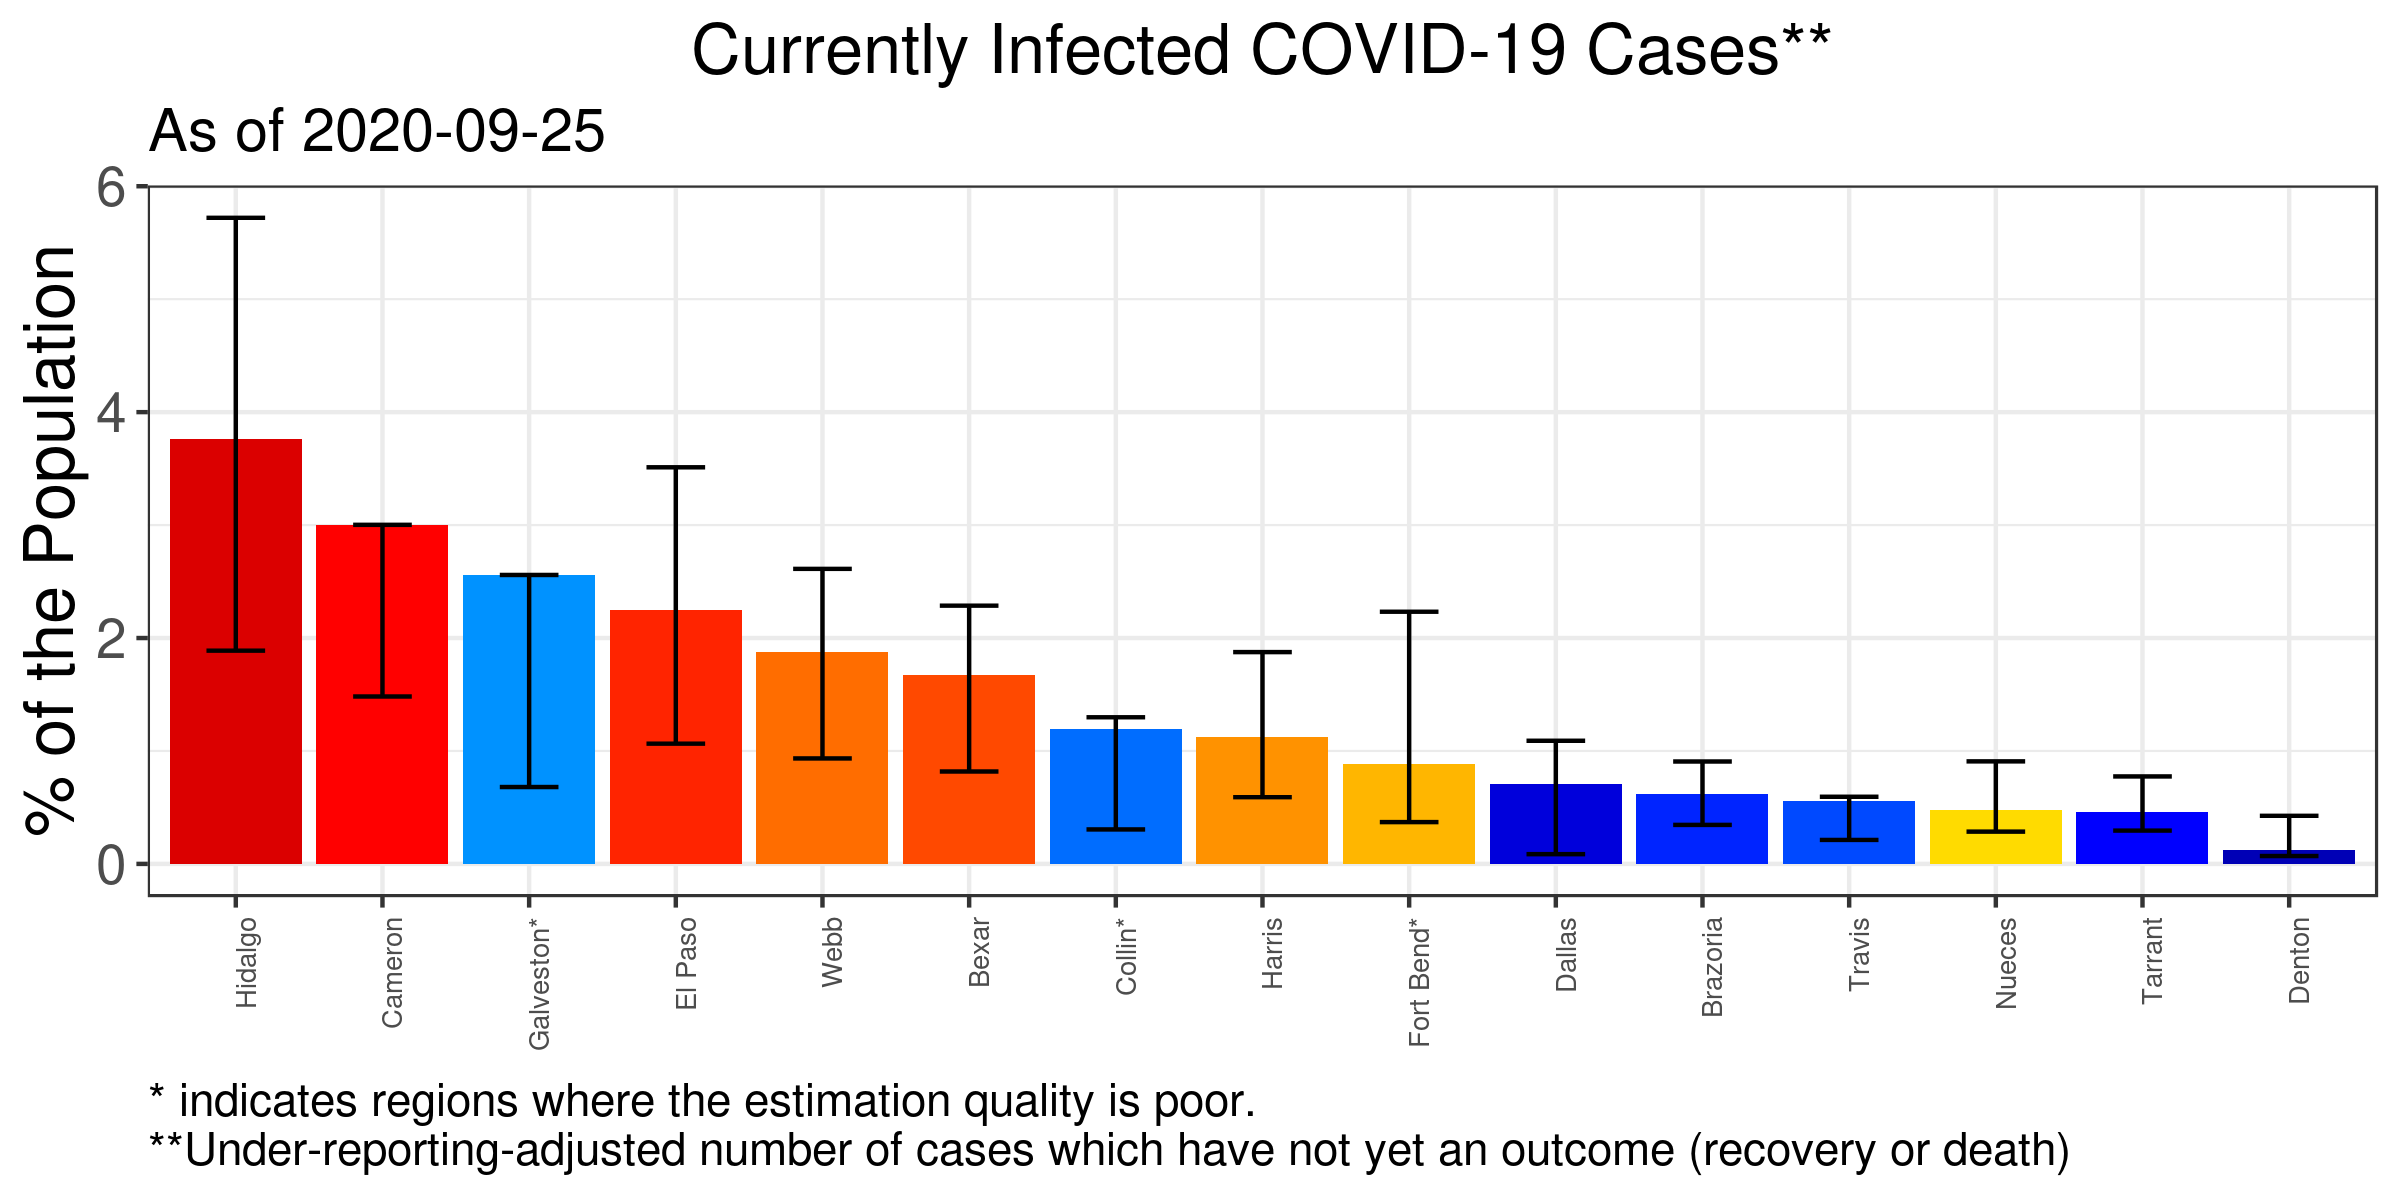 Currently Infected COVID-19 Cases**
As of 2020-09-25
% of the Population
6
4
2
0
Hidalgo
Cameron
Galveston*
El Paso
Webb
Bexar
Collin*
Harris
Fort Bend*
Dallas
Brazoria
Travis
Nueces
Tarrant
Denton
* indicates regions where the estimation quality is poor.
**Under-reporting-adjusted number of cases which have not yet an outcome (recovery or death)